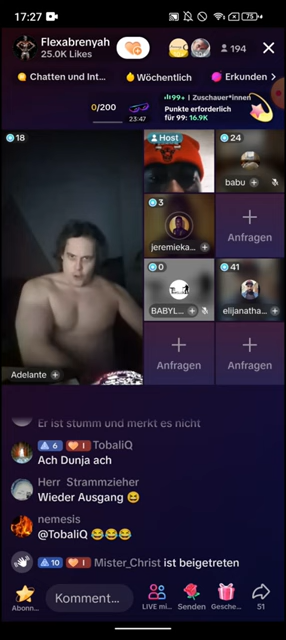 17:27
75
Flexabrenyah
25.0K Likes
194
Chatten und Int...
Wöchentlich
Erkunden
0/200
23:47
99+ | Zuschauer*innen
Punkte erforderlich
für 99: 16.9K
18
Host
24
babu
3
jeremieka...
Anfragen
0
BABYL...
41
elijanatha...
Anfragen
Anfragen
Adelante
Er ist stumm und merkt es nicht
6 1 TobaliQ
Ach Dunja ach
Herr Strammzieher
Wieder Ausgang 😆
nemesis
@TobaliQ 😂😂😂
10 1 Mister_Christ ist beigetreten
Abonn...
Komment...
LIVE mi...
Senden
Gesche...
51